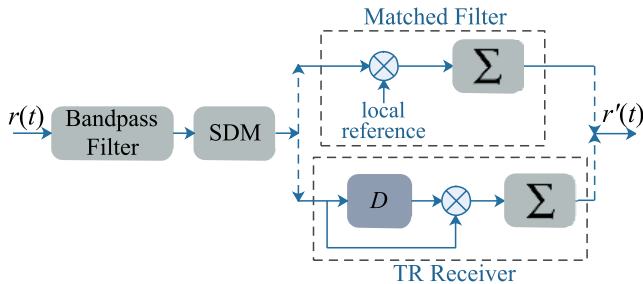 Matched Filter
Σ
local
reference
r(t)
Bandpass
Filter
SDM
r'(t)
D
Σ
TR Receiver